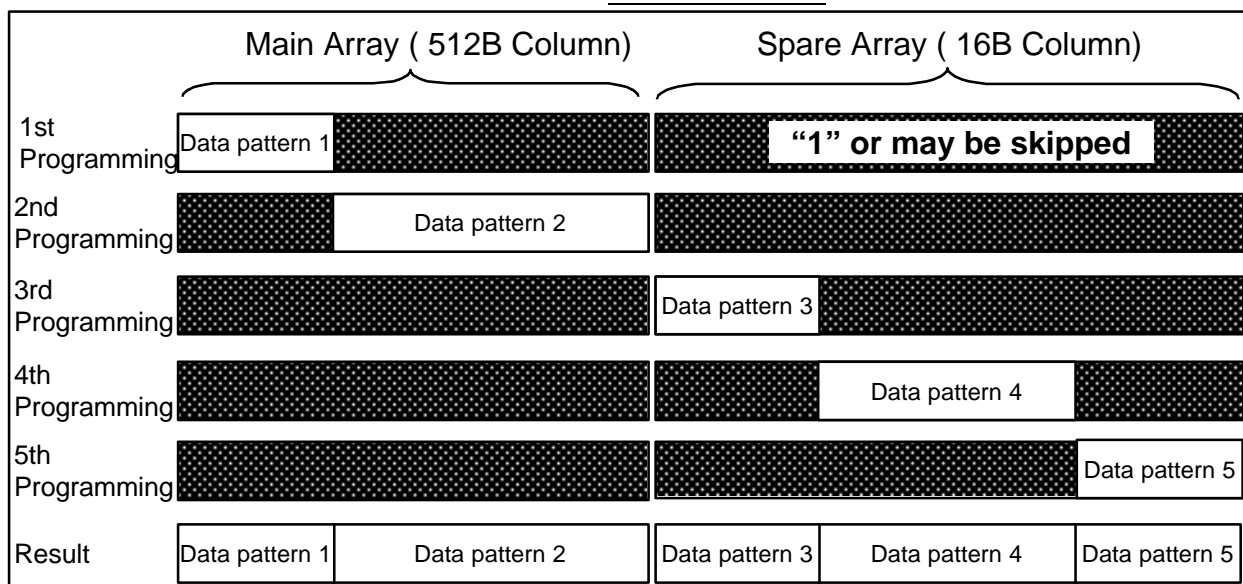 Main Array ( 512B Column)
Spare Array ( 16B Column)
1st
Programming
Data pattern 1
“1” or may be skipped
2nd
Programming
Data pattern 2
3rd
Programming
Data pattern 3
4th
Programming
Data pattern 4
5th
Programming
Data pattern 5
Result
Data pattern 1
Data pattern 2
Data pattern 3
Data pattern 4
Data pattern 5